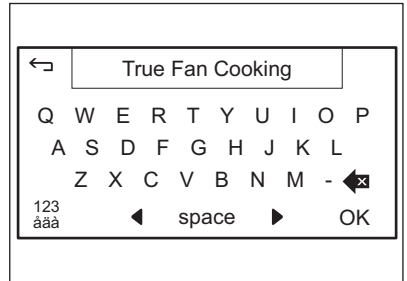 True Fan Cooking
Q W E R T Y U I O P
A S D F G H J K L
Z X C V B N M -
123
åäà
space
OK